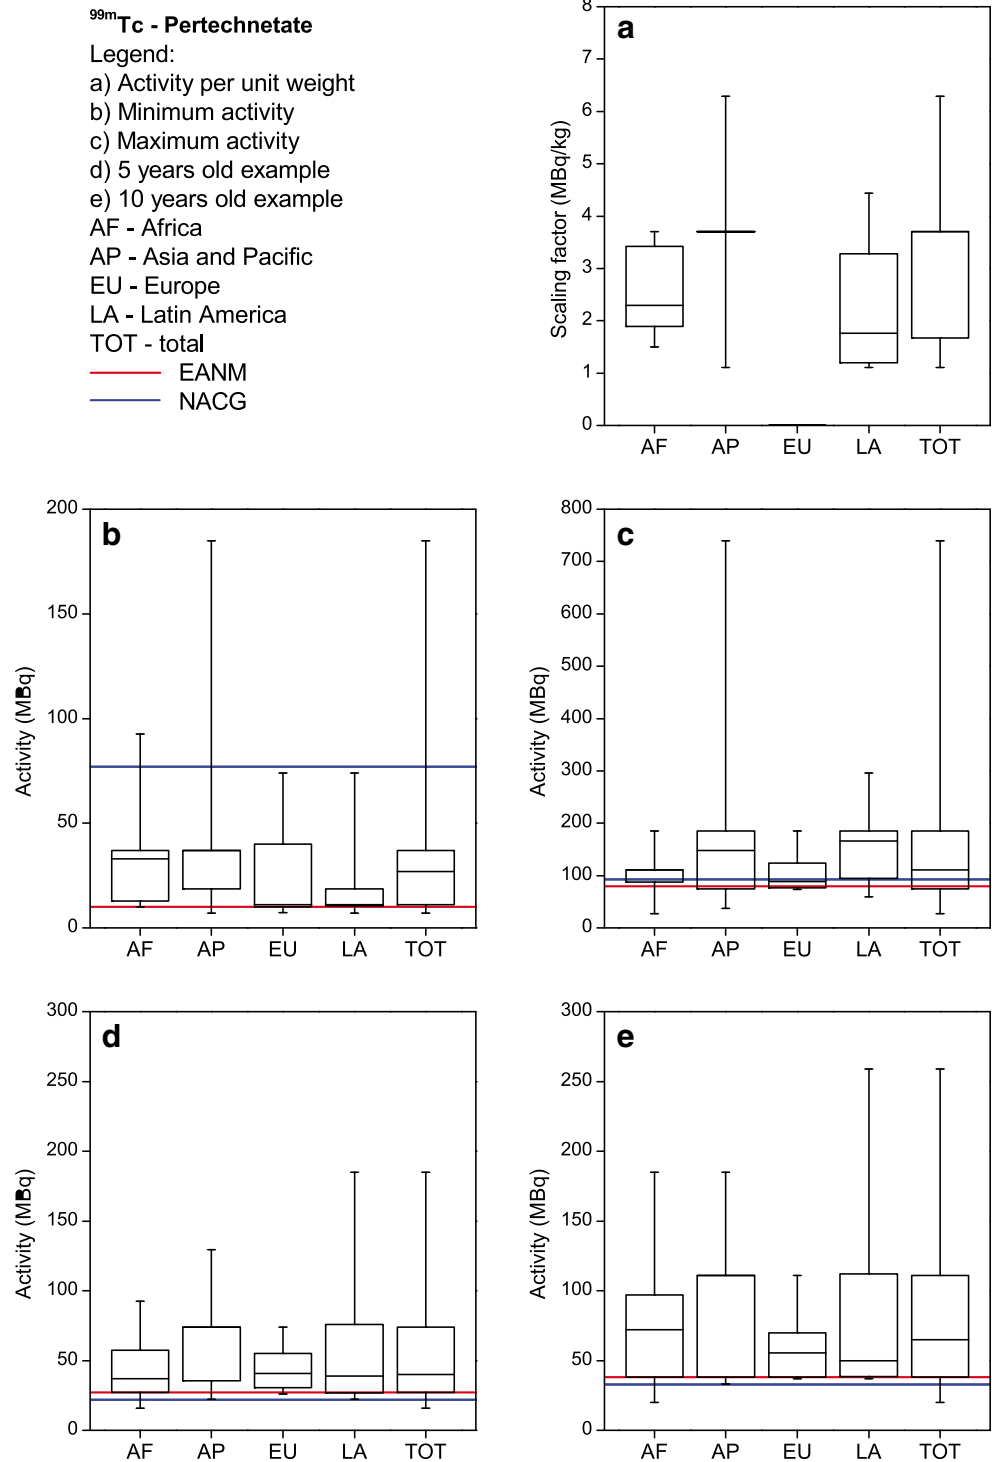 99mTc - Pertechnetate
Legend:
a) Activity per unit weight
b) Minimum activity
c) Maximum activity
d) 5 years old example
e) 10 years old example
AF - Africa
AP - Asia and Pacific
EU - Europe
LA - Latin America
TOT - total
EANM
NACG
a
Scaling factor (MBq/kg)
8
7
6
5
4
3
2
1
0
AF AP EU LA TOT
b
Activity (MBq)
200
150
100
50
0
AF AP EU LA TOT
c
Activity (MBq)
800
700
600
500
400
300
200
100
0
AF AP EU LA TOT
d
Activity (MBq)
300
250
200
150
100
50
0
AF AP EU LA TOT
e
Activity (MBq)
300
250
200
150
100
50
0
AF AP EU LA TOT